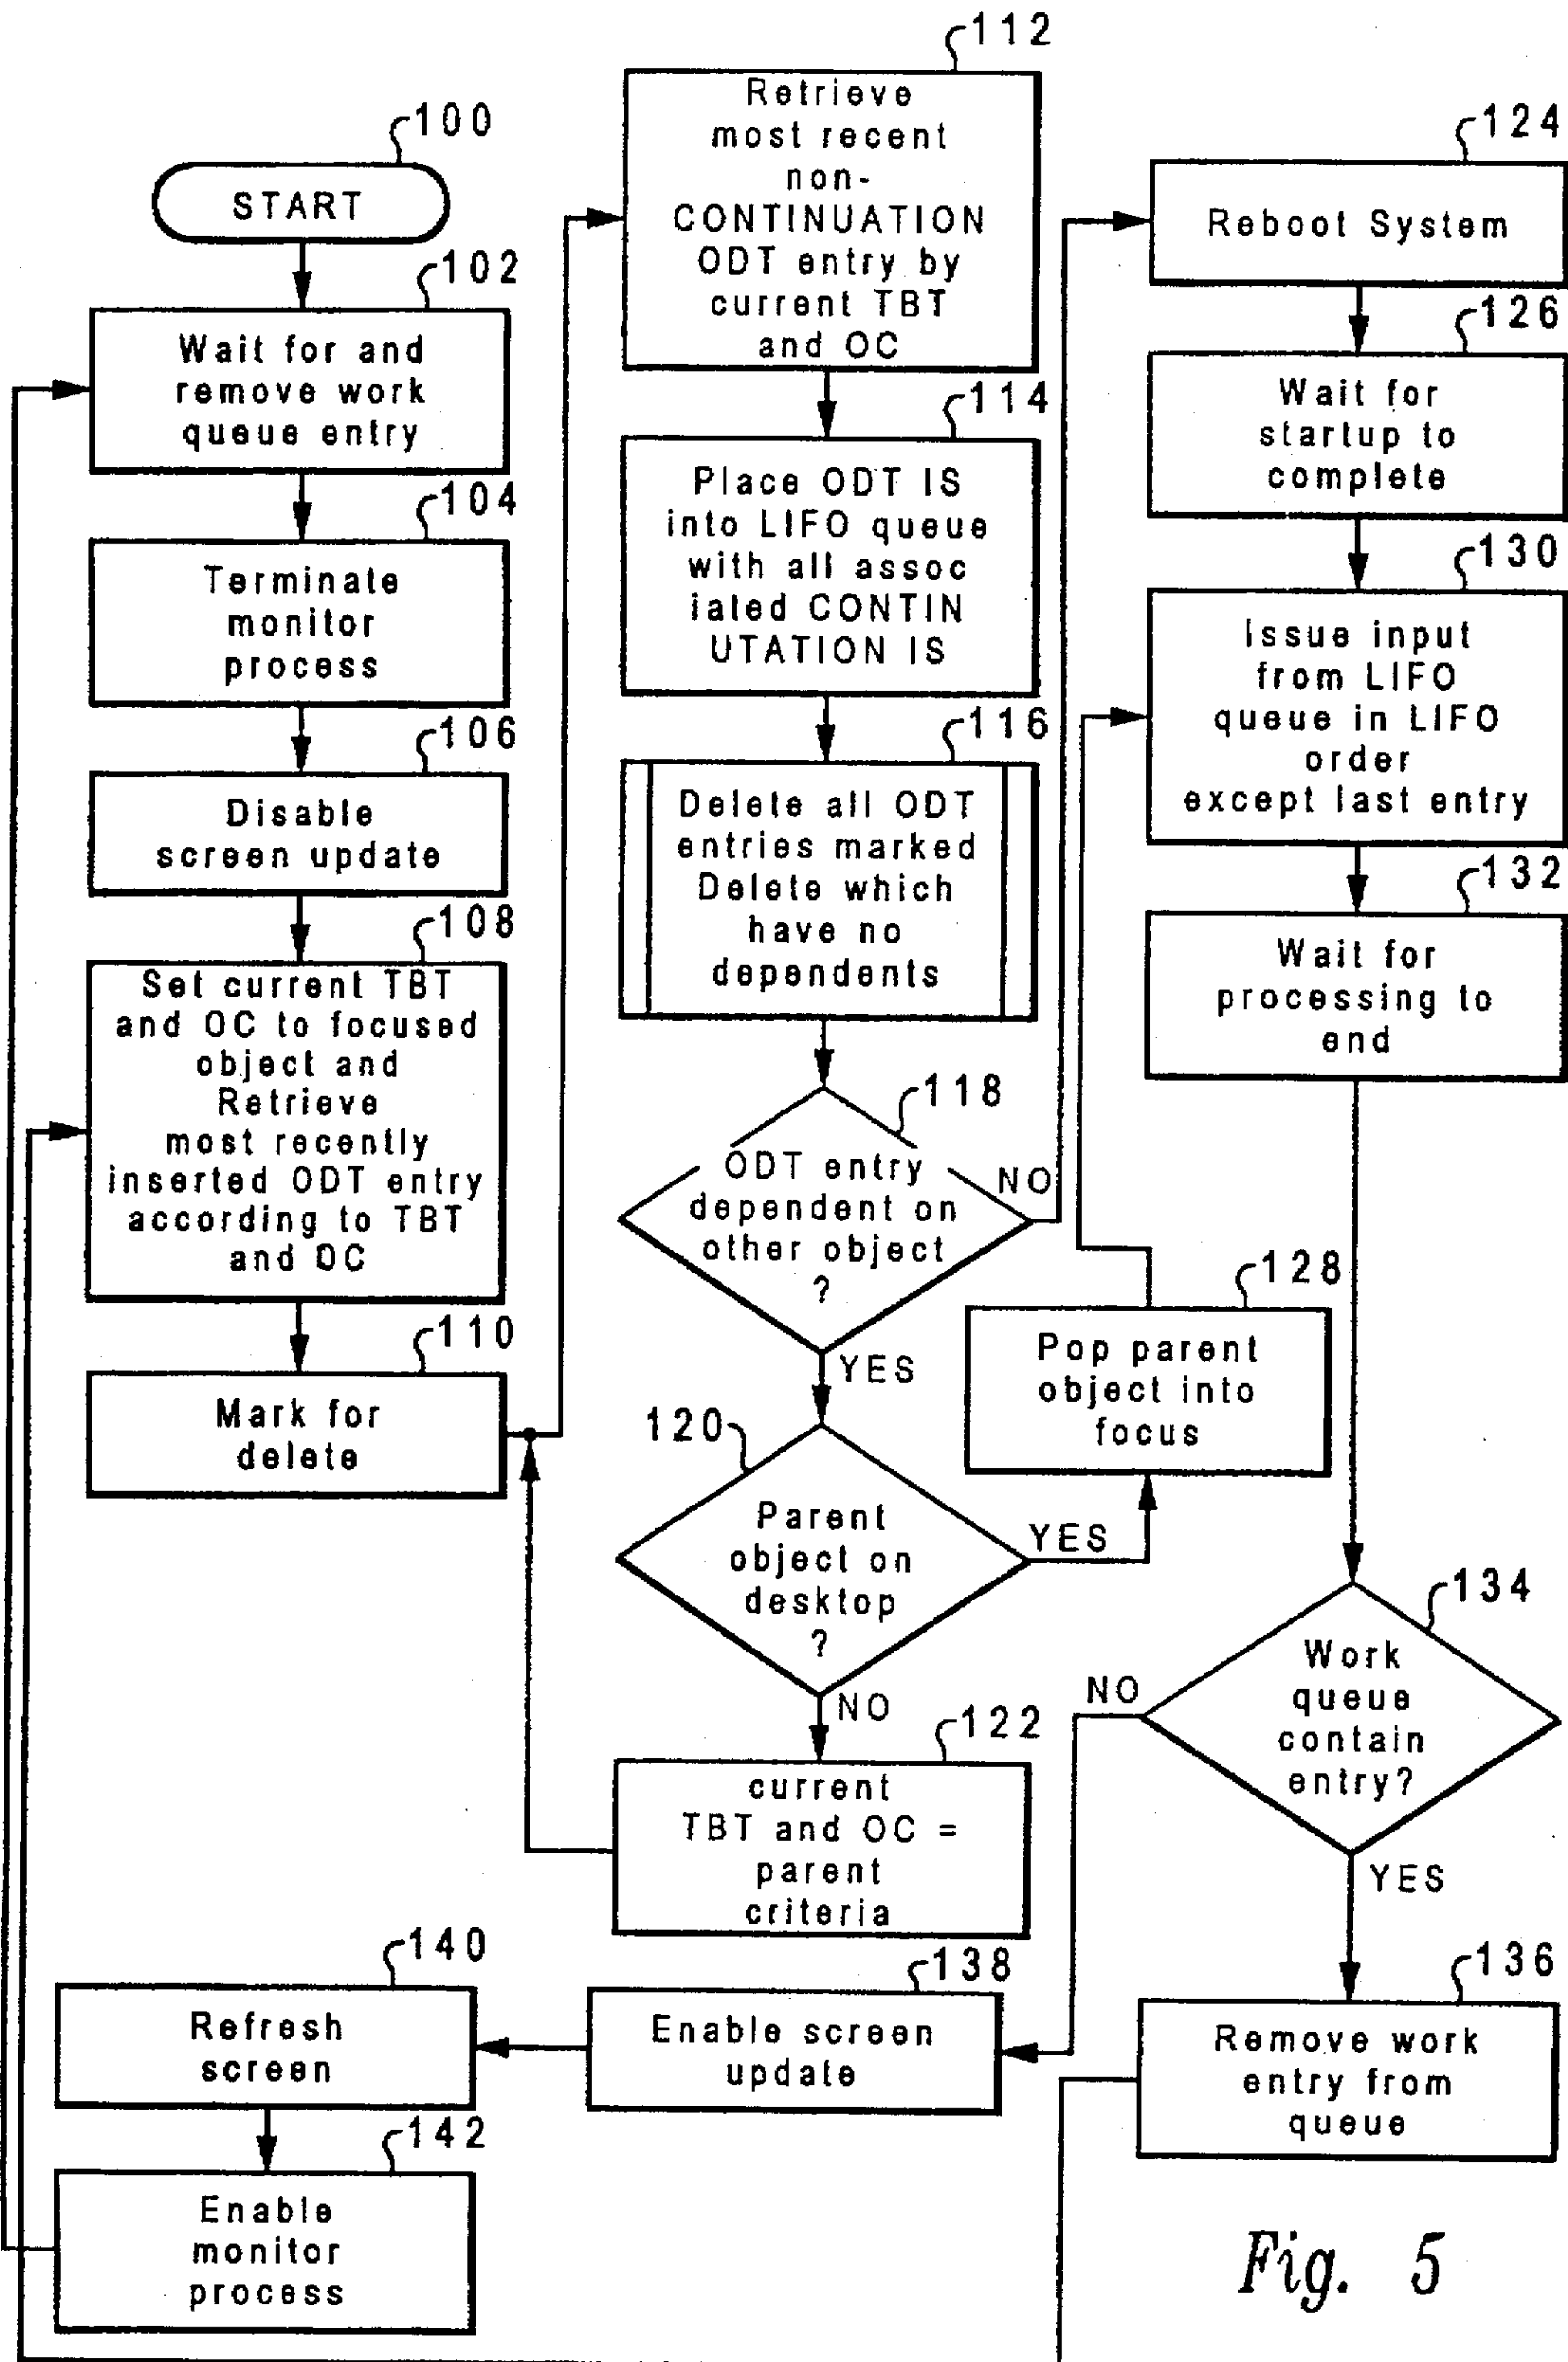 100
START
102
Wait for and
remove work
queue entry
104
Terminate
monitor
process
106
Disable
screen update
108
Set current TBT
and OC to focused
object and
Retrieve
most recently
inserted ODT entry
according to TBT
and OC
110
Mark for
delete
112
Retrieve
most recent
non-
CONTINUATION
ODT entry by
current TBT
and OC
114
Place ODT IS
into LIFO queue
with all assoc
iated CONTIN
UTATION IS
116
Delete all ODT
entries marked
Delete which
have no
dependents
118
ODT entry
dependent on
other object
?
NO
YES
120
Parent
object on
desktop
?
YES
NO
122
current
TBT and OC =
parent
criteria
124
Reboot System
126
Wait for
startup to
complete
128
Pop parent
object into
focus
130
Issue input
from LIFO
queue in LIFO
order
except last entry
132
Wait for
processing to
end
134
Work
queue
contain
entry?
NO
YES
136
Remove work
entry from
queue
138
Enable screen
update
140
Refresh
screen
142
Enable
monitor
process
Fig. 5